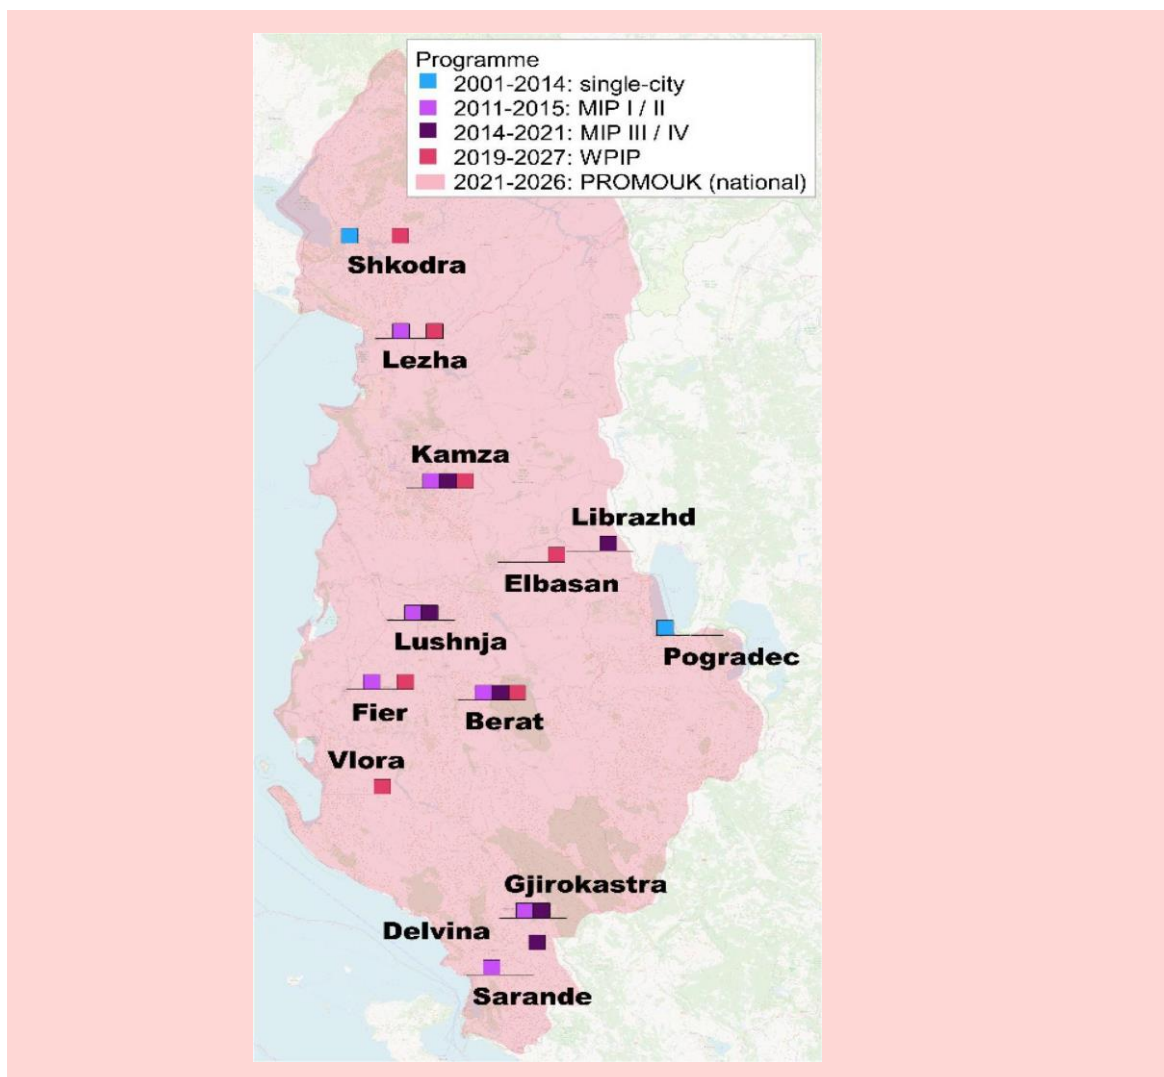 Programme
2001-2014: single-city
2011-2015: MIP I / II
2014-2021: MIP III / IV
2019-2027: WPIP
2021-2026: PROMOUK (national)
Shkodra
Lezha
Kamza
Librazhd
Elbasan
Lushnja
Pogradec
Fier
Berat
Vlora
Gjirokastra
Delvina
Sarande